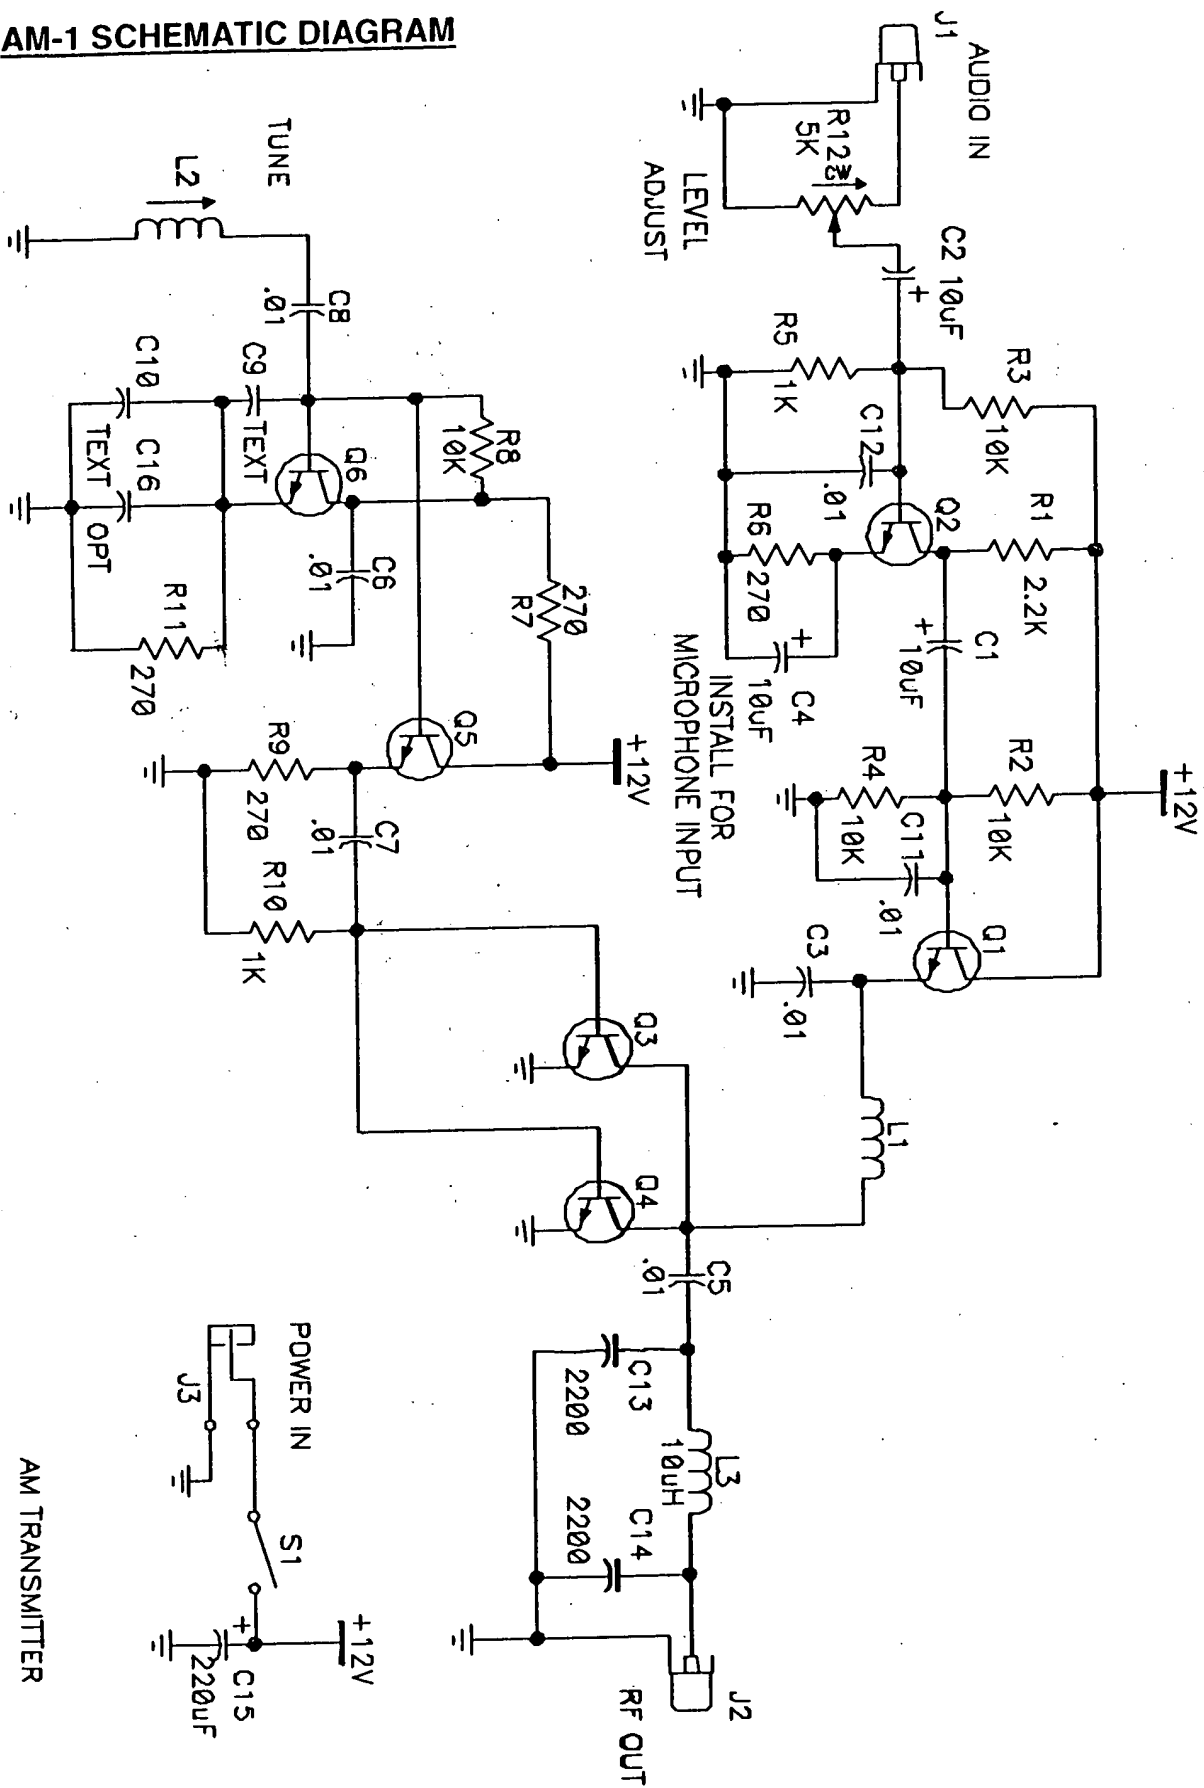 AM-1 SCHEMATIC DIAGRAM
J1
AUDIO IN
R12
CW
5K
LEVEL
ADJUST
C2 10uF
+
R5
1K
R3
10K
C12
.01
Q2
R1
2.2K
R6
270
+
C4
10uF
INSTALL FOR
MICROPHONE INPUT
C1
+
10uF
R2
10K
R4
10K
+12V
C11
.01
Q1
C3
.01
L1
TUNE
L2
C8
.01
C9
TEXT
C10
TEXT
C16
OPT
R11
270
Q6
R8
10K
C6
.01
270
R7
+12V
Q5
R9
270
C7
.01
R10
1K
Q3
Q4
C5
.01
C13
2200
L3
10uH
C14
2200
J2
RF OUT
POWER IN
J3
S1
+12V
+
C15
220uF
AM TRANSMITTER